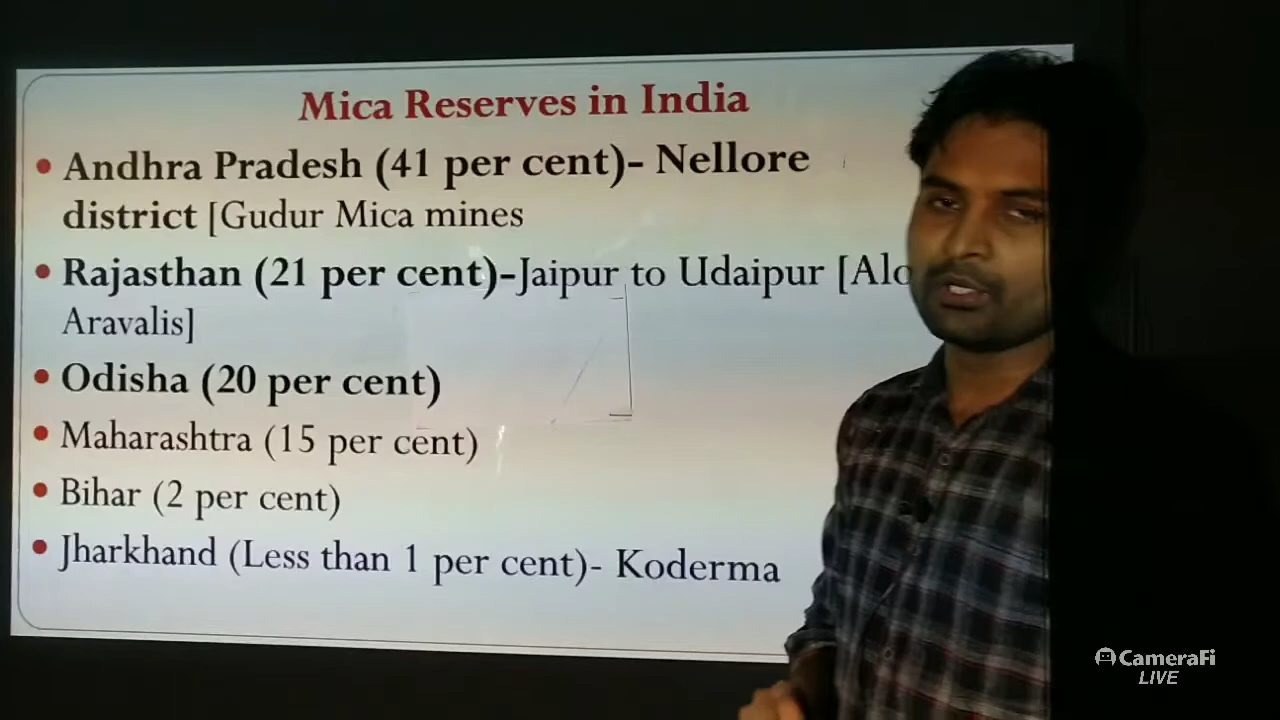 Mica Reserves in India
• Andhra Pradesh (41 per cent)- Nellore
district [Gudur Mica mines
• Rajasthan (21 per cent)-Jaipur to Udaipur
Aravalis]
• Odisha (20 per cent)
• Maharashtra (15 per cent)
• Bihar (2 per cent)
• Jharkhand (Less than 1 per cent)- Koderma
CameraFi
LIVE